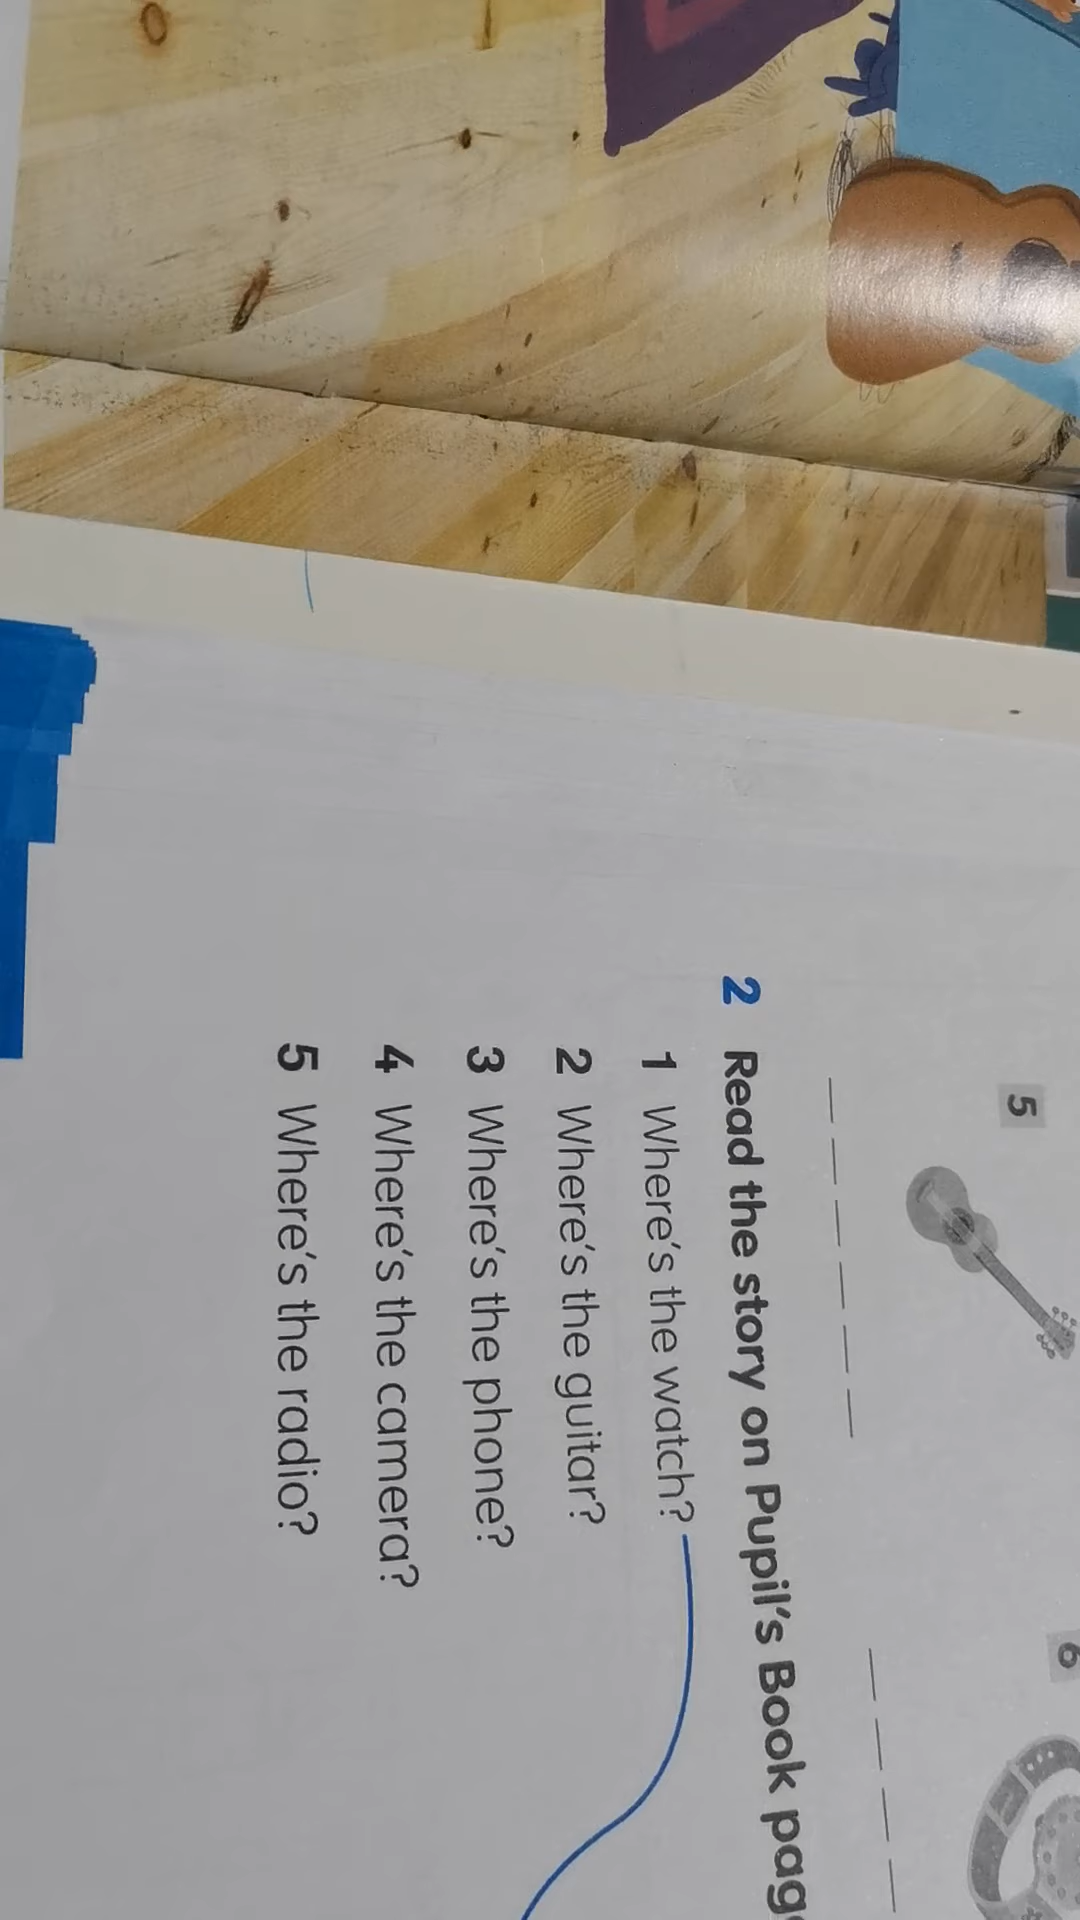 5
6
2 Read the story on Pupil's Book
1 Where's the watch?
2 Where's the guitar?
3 Where's the phone?
4 Where's the camera?
5 Where's the radio?